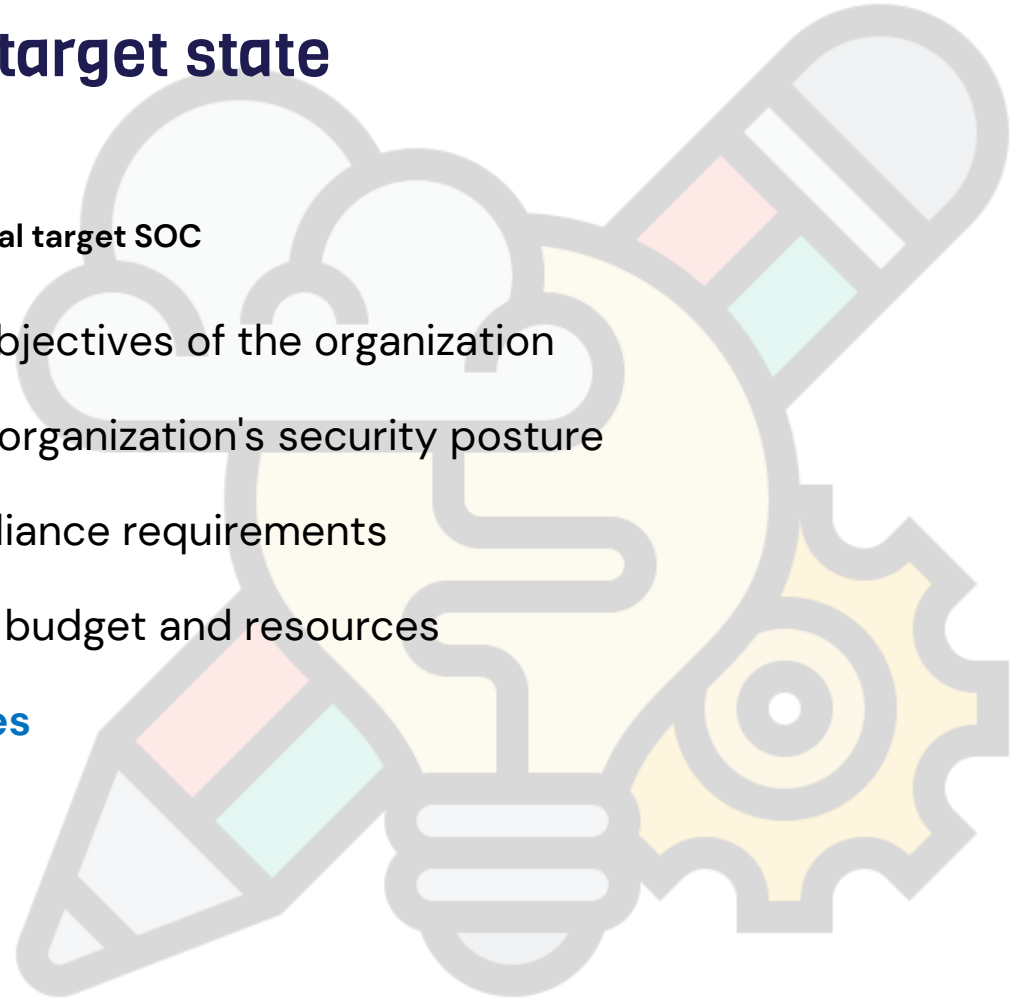 target state
al target SOC
bjectives of the organization
organization's security posture
liance requirements
budget and resources
es